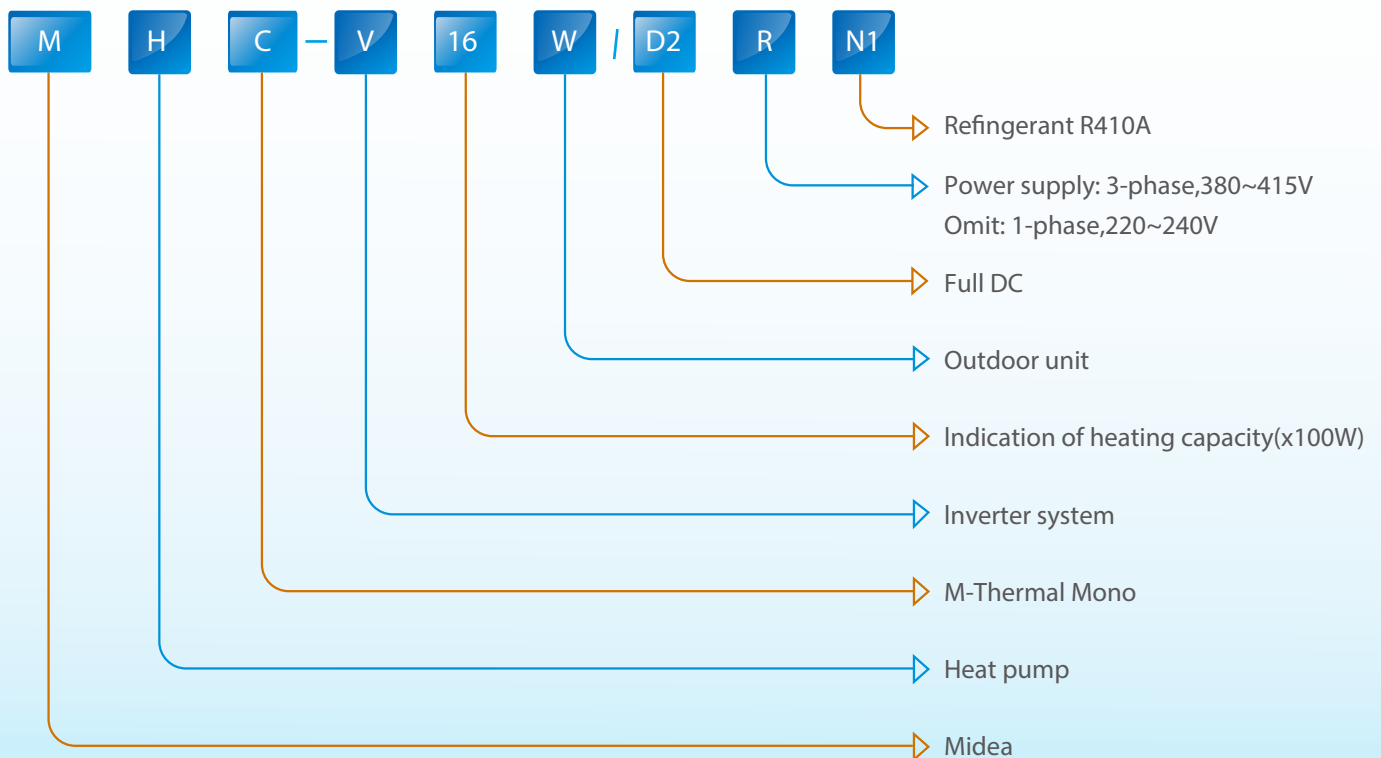 M H C – V 16 W / D2 R N1
Refingerant R410A
Power supply: 3-phase,380~415V
Omit: 1-phase,220~240V
Full DC
Outdoor unit
Indication of heating capacity(x100W)
Inverter system
M-Thermal Mono
Heat pump
Midea